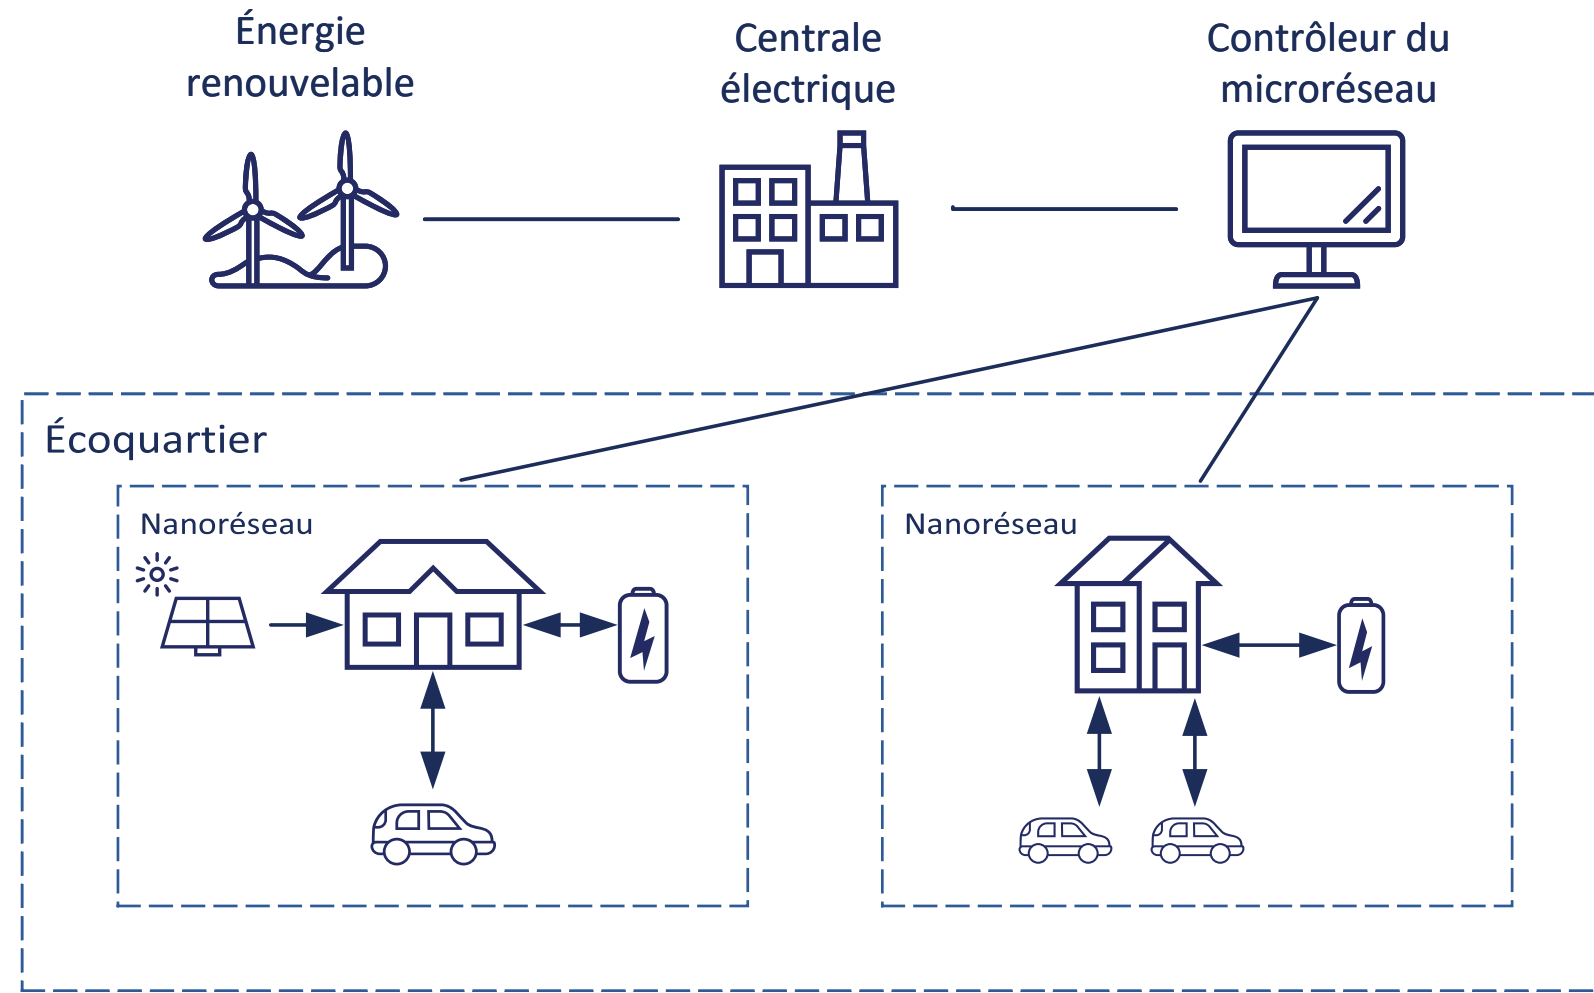 Énergie
renouvelable
Centrale
électrique
Contrôleur du
microréseau
Écoquartier
Nanoréseau
Nanoréseau